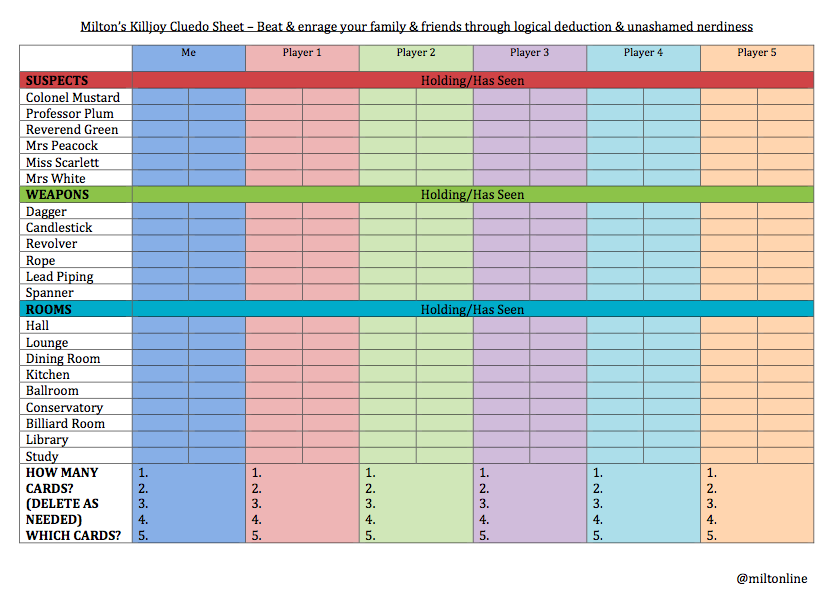 Milton’s Killjoy Cluedo Sheet – Beat & enrage your family & friends through logical deduction & unashamed nerdiness
Me Player 1 Player 2 Player 3 Player 4 Player 5
SUSPECTS Holding/Has Seen
Colonel Mustard
Professor Plum
Reverend Green
Mrs Peacock
Miss Scarlett
Mrs White
WEAPONS Holding/Has Seen
Dagger
Candlestick
Revolver
Rope
Lead Piping
Spanner
ROOMS Holding/Has Seen
Hall
Lounge
Dining Room
Kitchen
Ballroom
Conservatory
Billiard Room
Library
Study
HOW MANY 1. 1. 1. 1. 1. 1.
CARDS? 2. 2. 2. 2. 2. 2.
(DELETE AS 3. 3. 3. 3. 3. 3.
NEEDED) 4. 4. 4. 4. 4. 4.
WHICH CARDS? 5. 5. 5. 5. 5. 5.
@miltonline